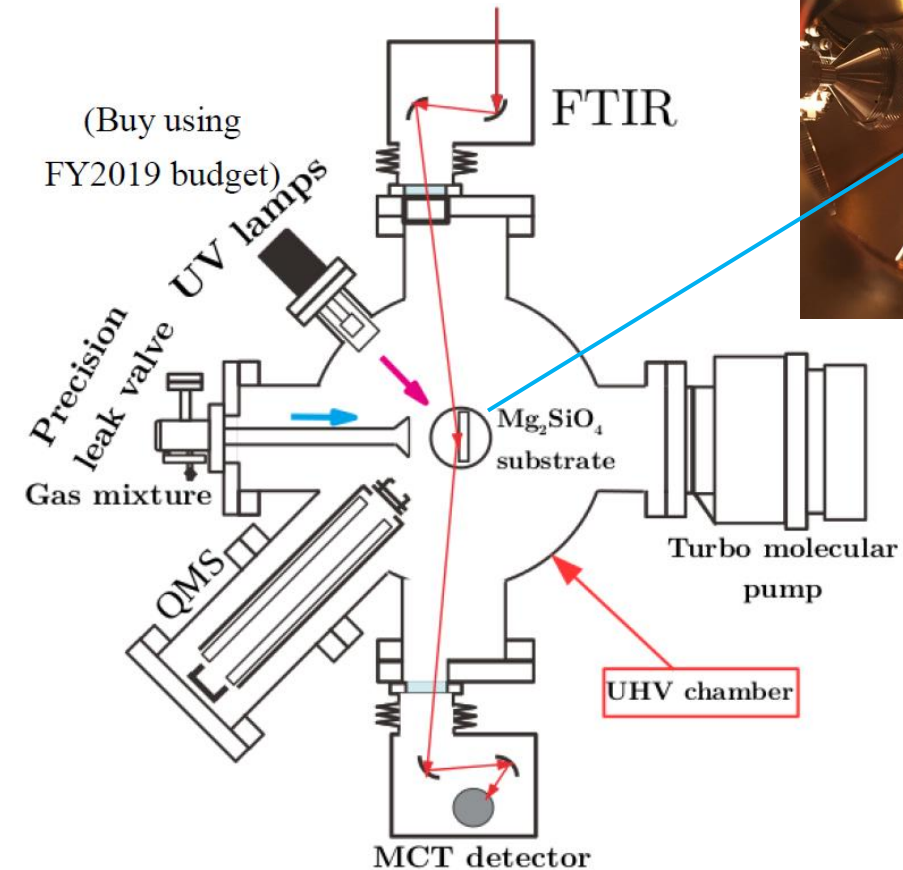 FTIR
(Buy using
FY2019 budget)
UV lamps
Precision
leak valve
Gas mixture
Mg₂SiO₄
substrate
QMS
Turbo molecular
pump
UHV chamber
MCT detector